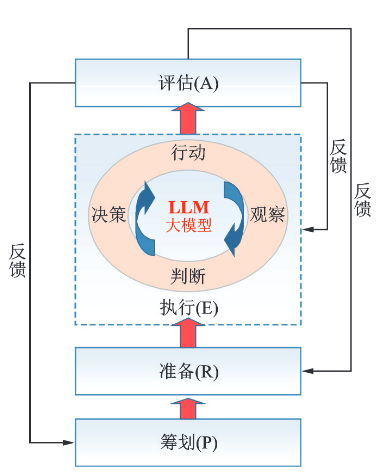 评估(A)
行动
决策
LLM
大模型
观察
判断
执行(E)
准备(R)
筹划(P)
反馈
反馈
反馈